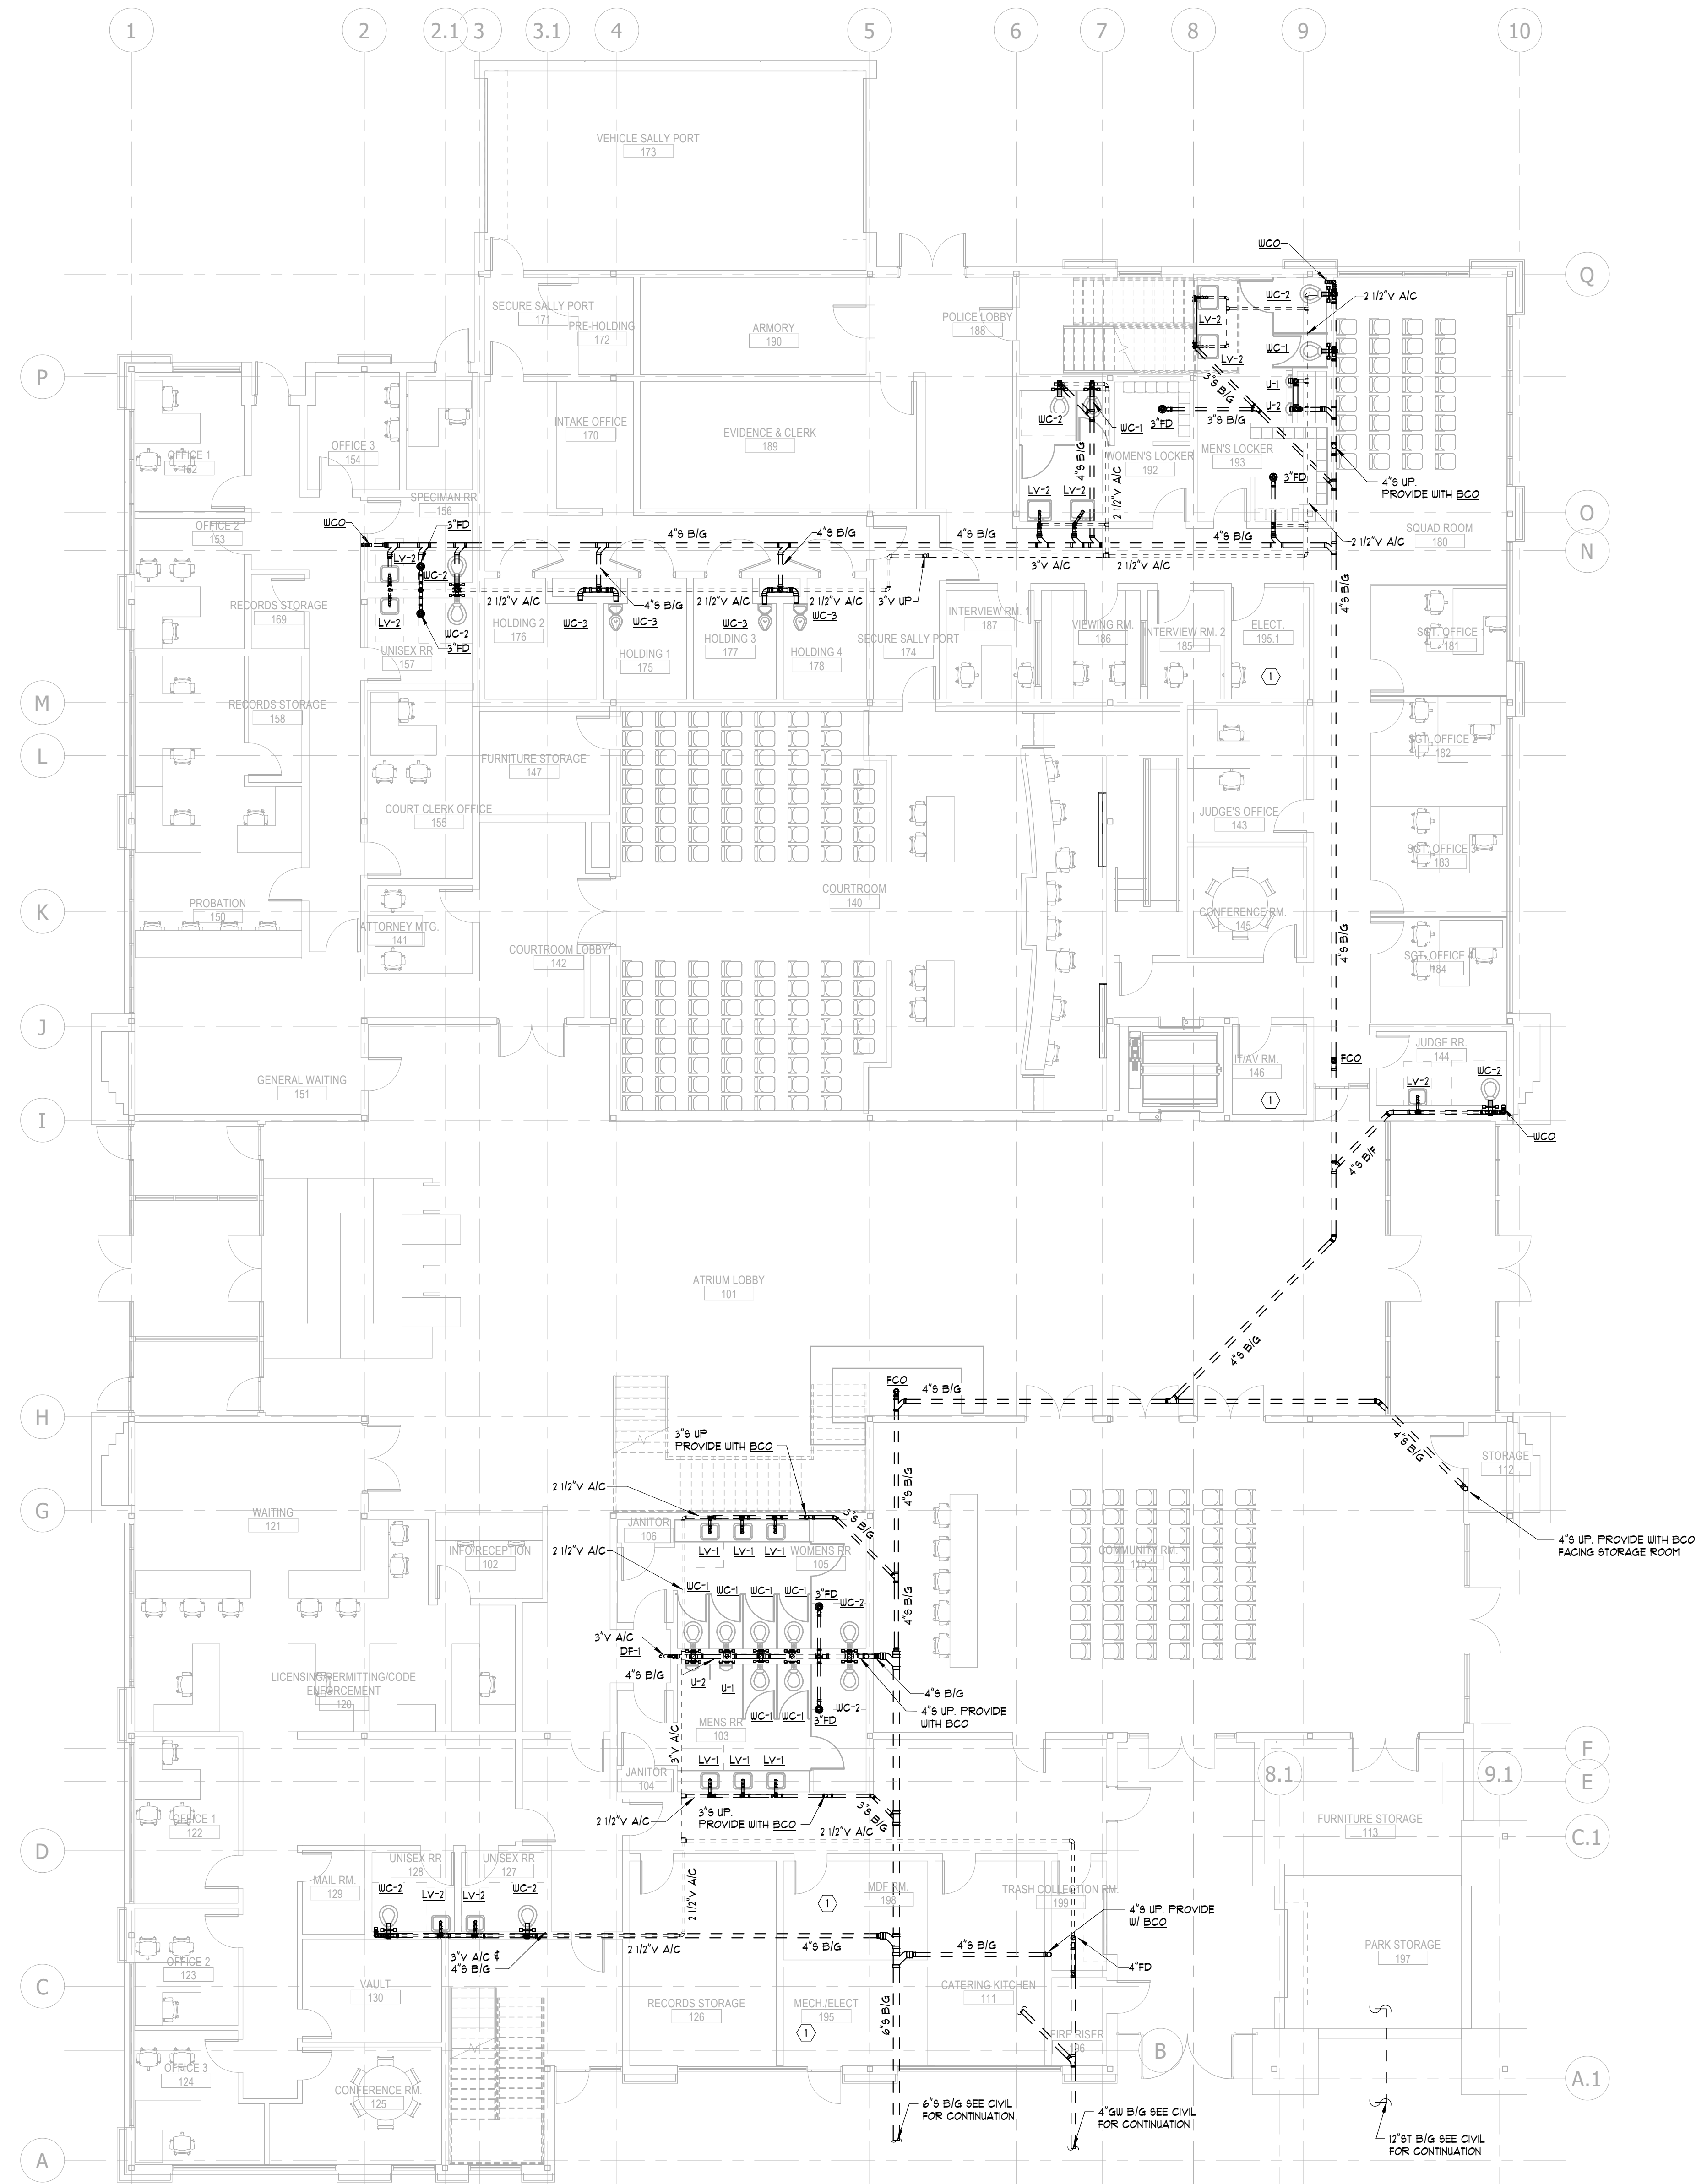 1
2
2.1
3
3.1
4
5
6
7
8
9
10
VEHICLE SALLY PORT
173
WCO
Q
SECURE SALLY PORT
171
PRE-HOLDING
172
ARMORY
190
POLICE LOBBY
188
WC-2
2 1/2"V A/C
LV-2
WC-1
LV-2
P
3"S B/G
U-1
U-2
OFFICE 1
152
OFFICE 3
154
INTAKE OFFICE
170
EVIDENCE & CLERK
189
WC-2
WC-1
3"FD
3"S B/G
4"S B/G
2 1/2"V A/C
WOMEN'S LOCKER
192
MEN'S LOCKER
193
3"FD
4"S UP.
PROVIDE WITH BCO
SPECIMAN RR
156
LV-2
LV-2
O
OFFICE 2
153
WCO
3"FD
4"S B/G
4"S B/G
4"S B/G
4"S B/G
SQUAD ROOM
180
2 1/2"V A/C
N
LV-2
WC-2
3"V A/C
2 1/2"V A/C
4"S B/G
RECORDS STORAGE
169
2 1/2"V A/C
4"S B/G
2 1/2"V A/C
2 1/2"V A/C
3"V UP
INTERVIEW RM. 1
187
VIEWING RM.
186
INTERVIEW RM. 2
185
ELECT.
195.1
LV-2
WC-2
3"FD
HOLDING 2
176
WC-3
WC-3
HOLDING 3
177
WC-3
WC-3
SECURE SALLY PORT
174
SGT. OFFICE 1
181
UNISEX RR
157
HOLDING 1
175
HOLDING 4
178
1
M
RECORDS STORAGE
158
L
FURNITURE STORAGE
147
SGT. OFFICE 2
182
COURT CLERK OFFICE
155
JUDGE'S OFFICE
143
SGT. OFFICE 3
183
K
PROBATION
150
COURTROOM
140
CONFERENCE RM.
145
ATTORNEY MTG.
141
COURTROOM LOBBY
142
4"S B/G
SGT. OFFICE 4
184
J
IT/AV RM.
146
FCO
JUDGE RR.
144
GENERAL WAITING
151
1
LV-2
WC-2
I
WCO
4"S B/F
ATRIUM LOBBY
101
4"S B/G
FCO
4"S B/G
H
3"S UP
PROVIDE WITH BCO
4"S B/G
STORAGE
112
4"S B/G
2 1/2"V A/C
G
WAITING
121
JANITOR
106
3"S B/G
4"S UP. PROVIDE WITH BCO
FACING STORAGE ROOM
INFO/RECEPTION
102
2 1/2"V A/C
LV-1
LV-1
LV-1
WOMENS RR
105
COMMUNITY RM.
110
WC-1
WC-1
WC-1
WC-1
3"FD
WC-2
4"S B/G
3"V A/C
DF-1
4"S B/G
LICENSING/PERMITTING/CODE
ENFORCEMENT
120
U-2
U-1
4"S B/G
4"S UP. PROVIDE
WITH BCO
WC-1
WC-1
3"FD
WC-2
MENS RR
103
3"V A/C
F
LV-1
LV-1
LV-1
JANITOR
104
8.1
9.1
E
OFFICE 1
122
2 1/2"V A/C
3"S UP.
PROVIDE WITH BCO
3"S B/G
FURNITURE STORAGE
113
2 1/2"V A/C
D
C.1
UNISEX RR
128
UNISEX RR
127
MAIL RM.
129
WC-2
LV-2
LV-2
WC-2
2 1/2"V A/C
MDF RM.
198
1
TRASH COLLECTION RM.
199
4"S UP. PROVIDE
W/ BCO
OFFICE 2
123
3"V A/C &
4"S B/G
2 1/2"V A/C
4"S B/G
4"S B/G
4"FD
PARK STORAGE
197
C
VAULT
130
RECORDS STORAGE
126
MECH./ELECT
195
6"S B/G
CATERING KITCHEN
111
1
FIRE RISER
196
B
OFFICE 3
124
CONFERENCE RM.
125
A.1
6"S B/G SEE CIVIL
FOR CONTINUATION
4"GW B/G SEE CIVIL
FOR CONTINUATION
12"ST B/G SEE CIVIL
FOR CONTINUATION
A